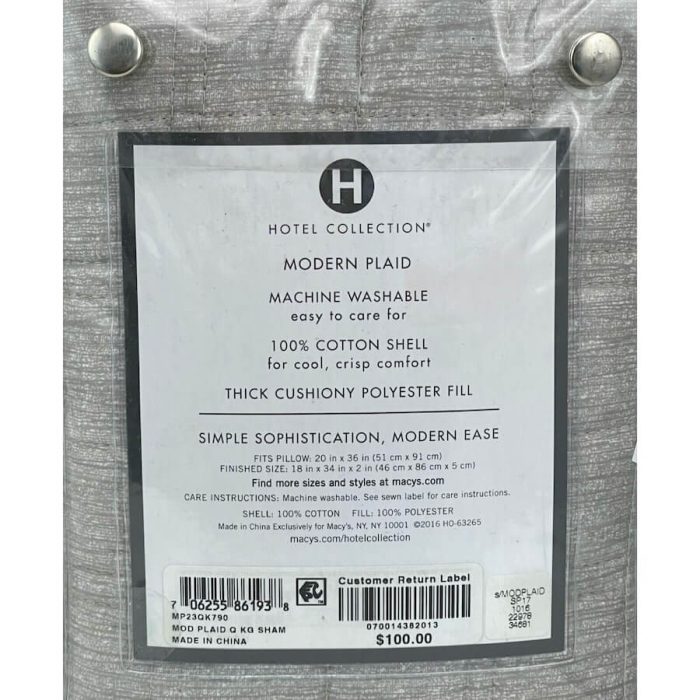 H
HOTEL COLLECTION®
MODERN PLAID
MACHINE WASHABLE
easy to care for
100% COTTON SHELL
for cool, crisp comfort
THICK CUSHIONY POLYESTER FILL
SIMPLE SOPHISTICATION, MODERN EASE
FITS PILLOW: 20 in x 36 in (51 cm x 91 cm)
FINISHED SIZE: 18 in x 34 in x 2 in (46 cm x 86 cm x 5 cm)
Find more sizes and styles at macys.com
CARE INSTRUCTIONS: Machine washable. See sewn label for care instructions.
SHELL: 100% COTTON FILL: 100% POLYESTER
Made in China Exclusively for Macy's, NY, NY 10001 ©2016 HO-63265
macys.com/hotelcollection
7 06255 86193 8
MP23QK790
MOD PLAID Q KG SHAM
MADE IN CHINA
Customer Return Label
070014382013
$100.00
s/MODPLAID
SP17
1016
22978
34681